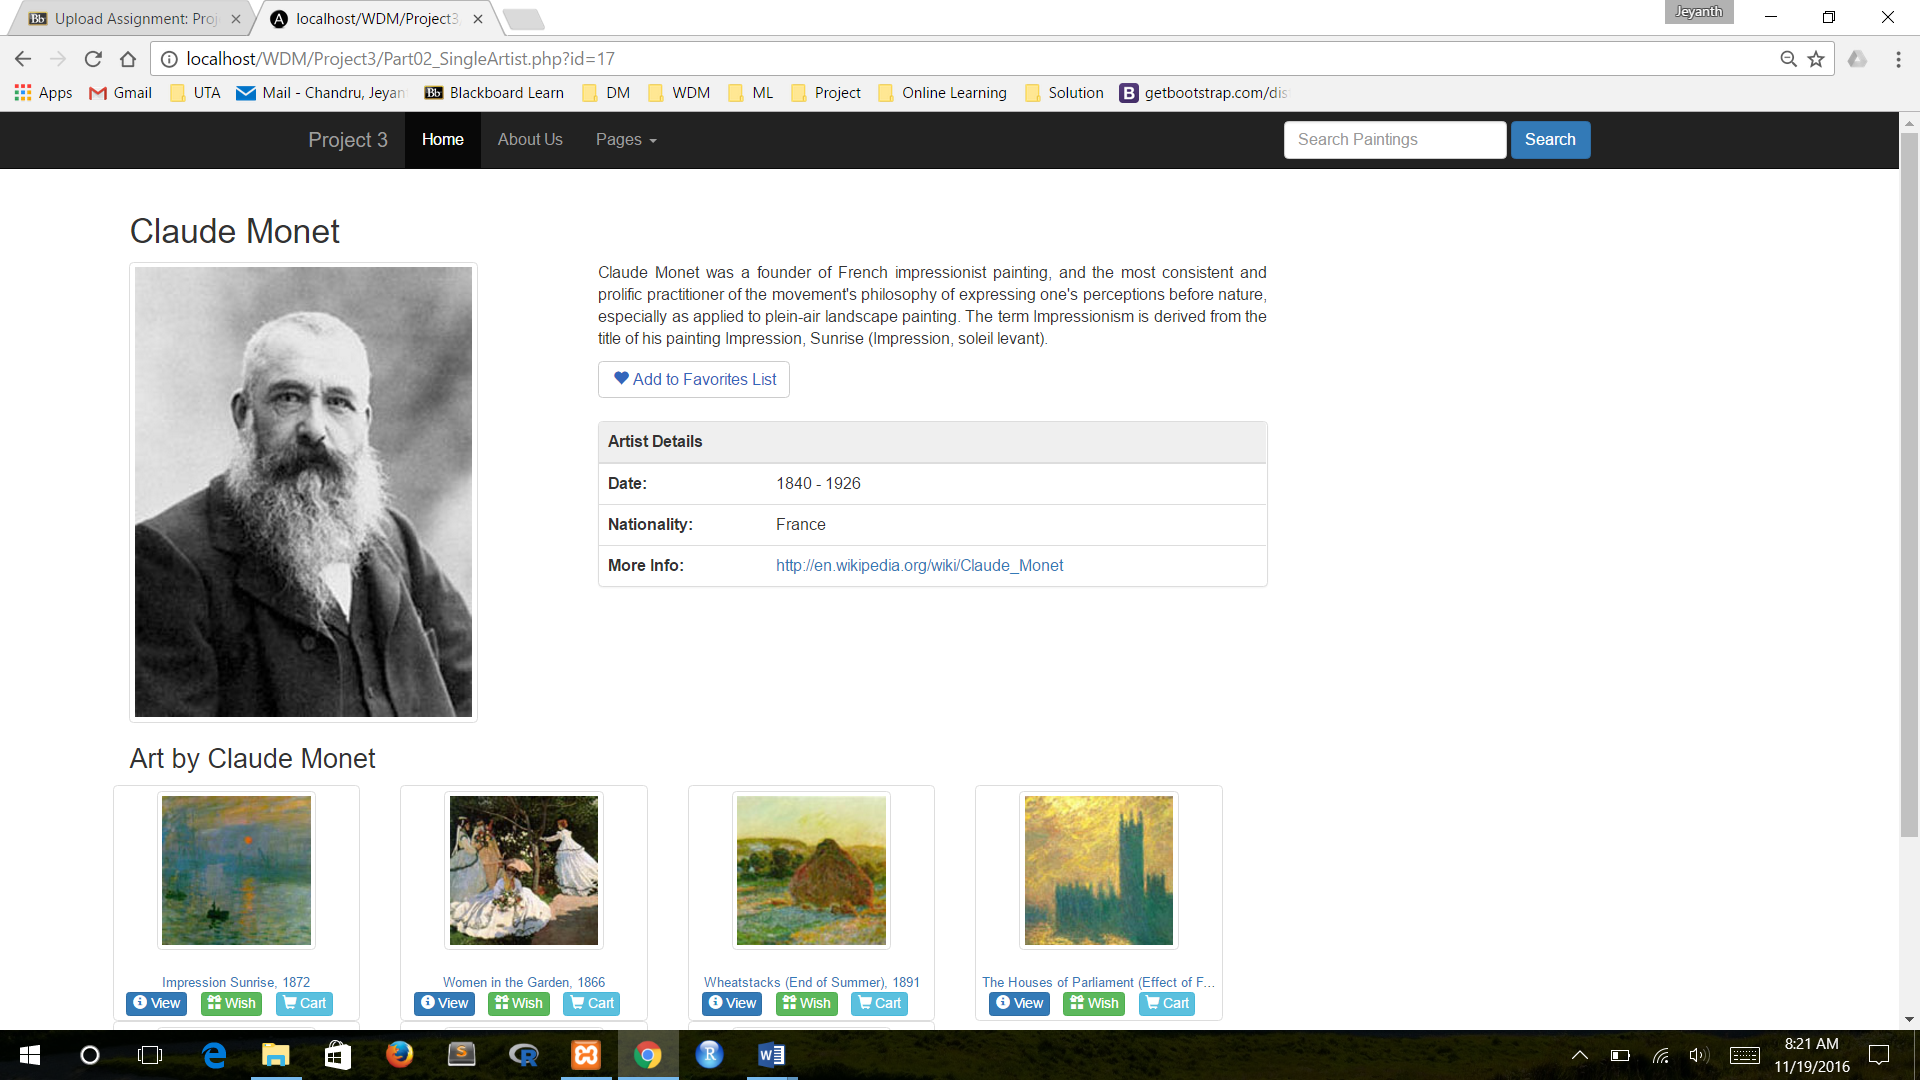 Upload Assignment: Proj
localhost/WDM/Project3
Jeyanth
localhost/WDM/Project3/Part02_SingleArtist.php?id=17
Apps Gmail UTA Mail - Chandru, Jeyan Blackboard Learn DM WDM ML Project Online Learning Solution getbootstrap.com/dis
Project 3 Home About Us Pages Search Paintings Search
Claude Monet
Claude Monet was a founder of French impressionist painting, and the most consistent and
prolific practitioner of the movement's philosophy of expressing one's perceptions before nature,
especially as applied to plein-air landscape painting. The term Impressionism is derived from the
title of his painting Impression, Sunrise (Impression, soleil levant).
Add to Favorites List
Artist Details
Date: 1840 - 1926
Nationality: France
More Info: http://en.wikipedia.org/wiki/Claude_Monet
Art by Claude Monet
Impression Sunrise, 1872 Women in the Garden, 1866 Wheatstacks (End of Summer), 1891 The Houses of Parliament (Effect of F...
View Wish Cart View Wish Cart View Wish Cart View Wish Cart
8:21 AM
11/19/2016